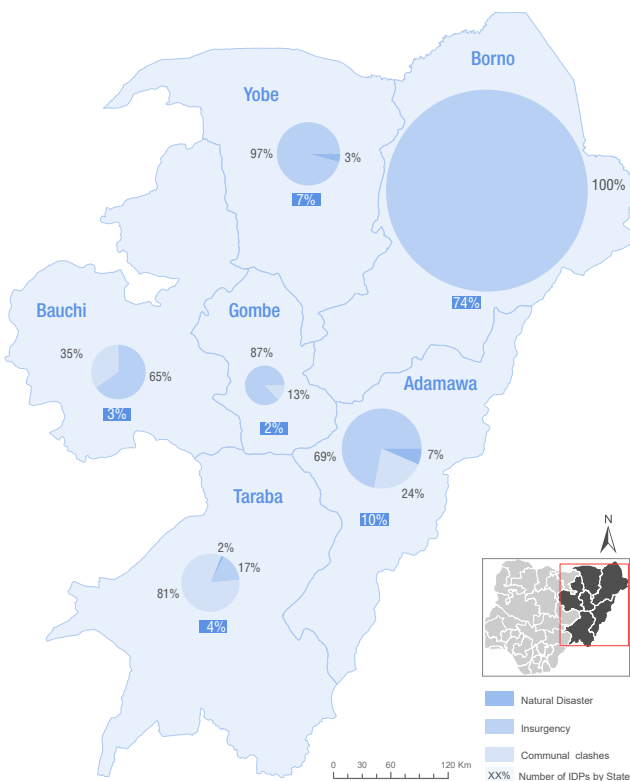 Borno
Yobe
97%
3%
7%
100%
74%
Bauchi
35%
65%
3%
Gombe
87%
13%
2%
Adamawa
69%
7%
24%
10%
Taraba
2%
17%
81%
4%
N
Natural Disaster
Insurgency
Communal clashes
XX% Number of IDPs by State
0 30 60 120 Km